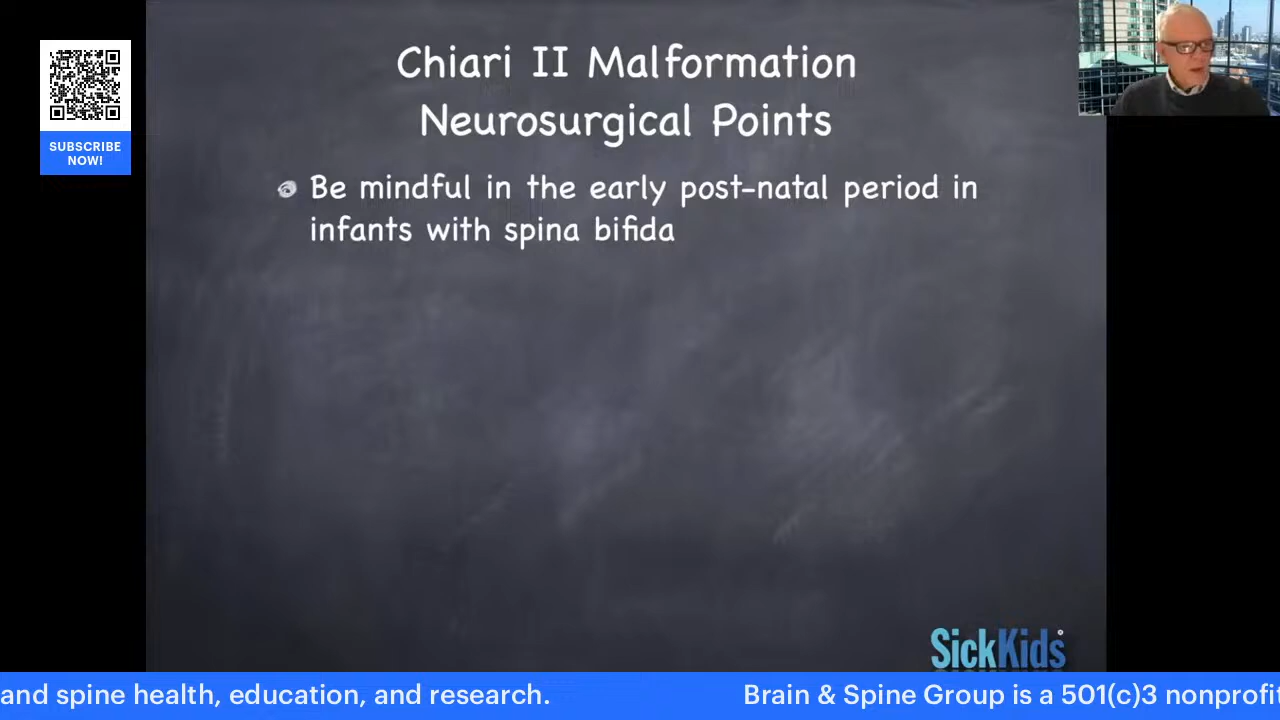 SUBSCRIBE
NOW!
Chiari II Malformation
Neurosurgical Points
Be mindful in the early post-natal period in
infants with spina bifida
SickKids
and spine health, education, and research. Brain & Spine Group is a 501(c)3 nonprofit